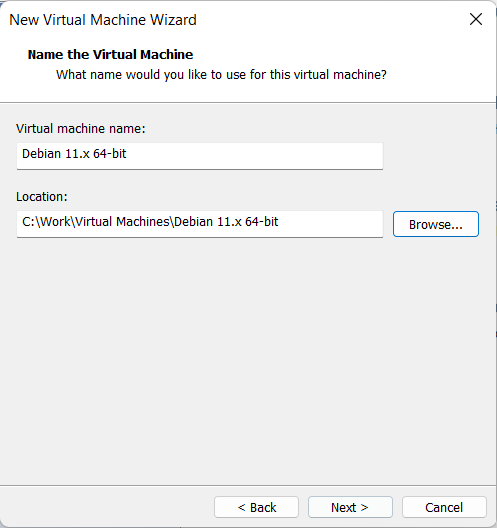 New Virtual Machine Wizard
Name the Virtual Machine
What name would you like to use for this virtual machine?
Virtual machine name:
Debian 11.x 64-bit
Location:
C:\Work\Virtual Machines\Debian 11.x 64-bit
Browse...
< Back
Next >
Cancel